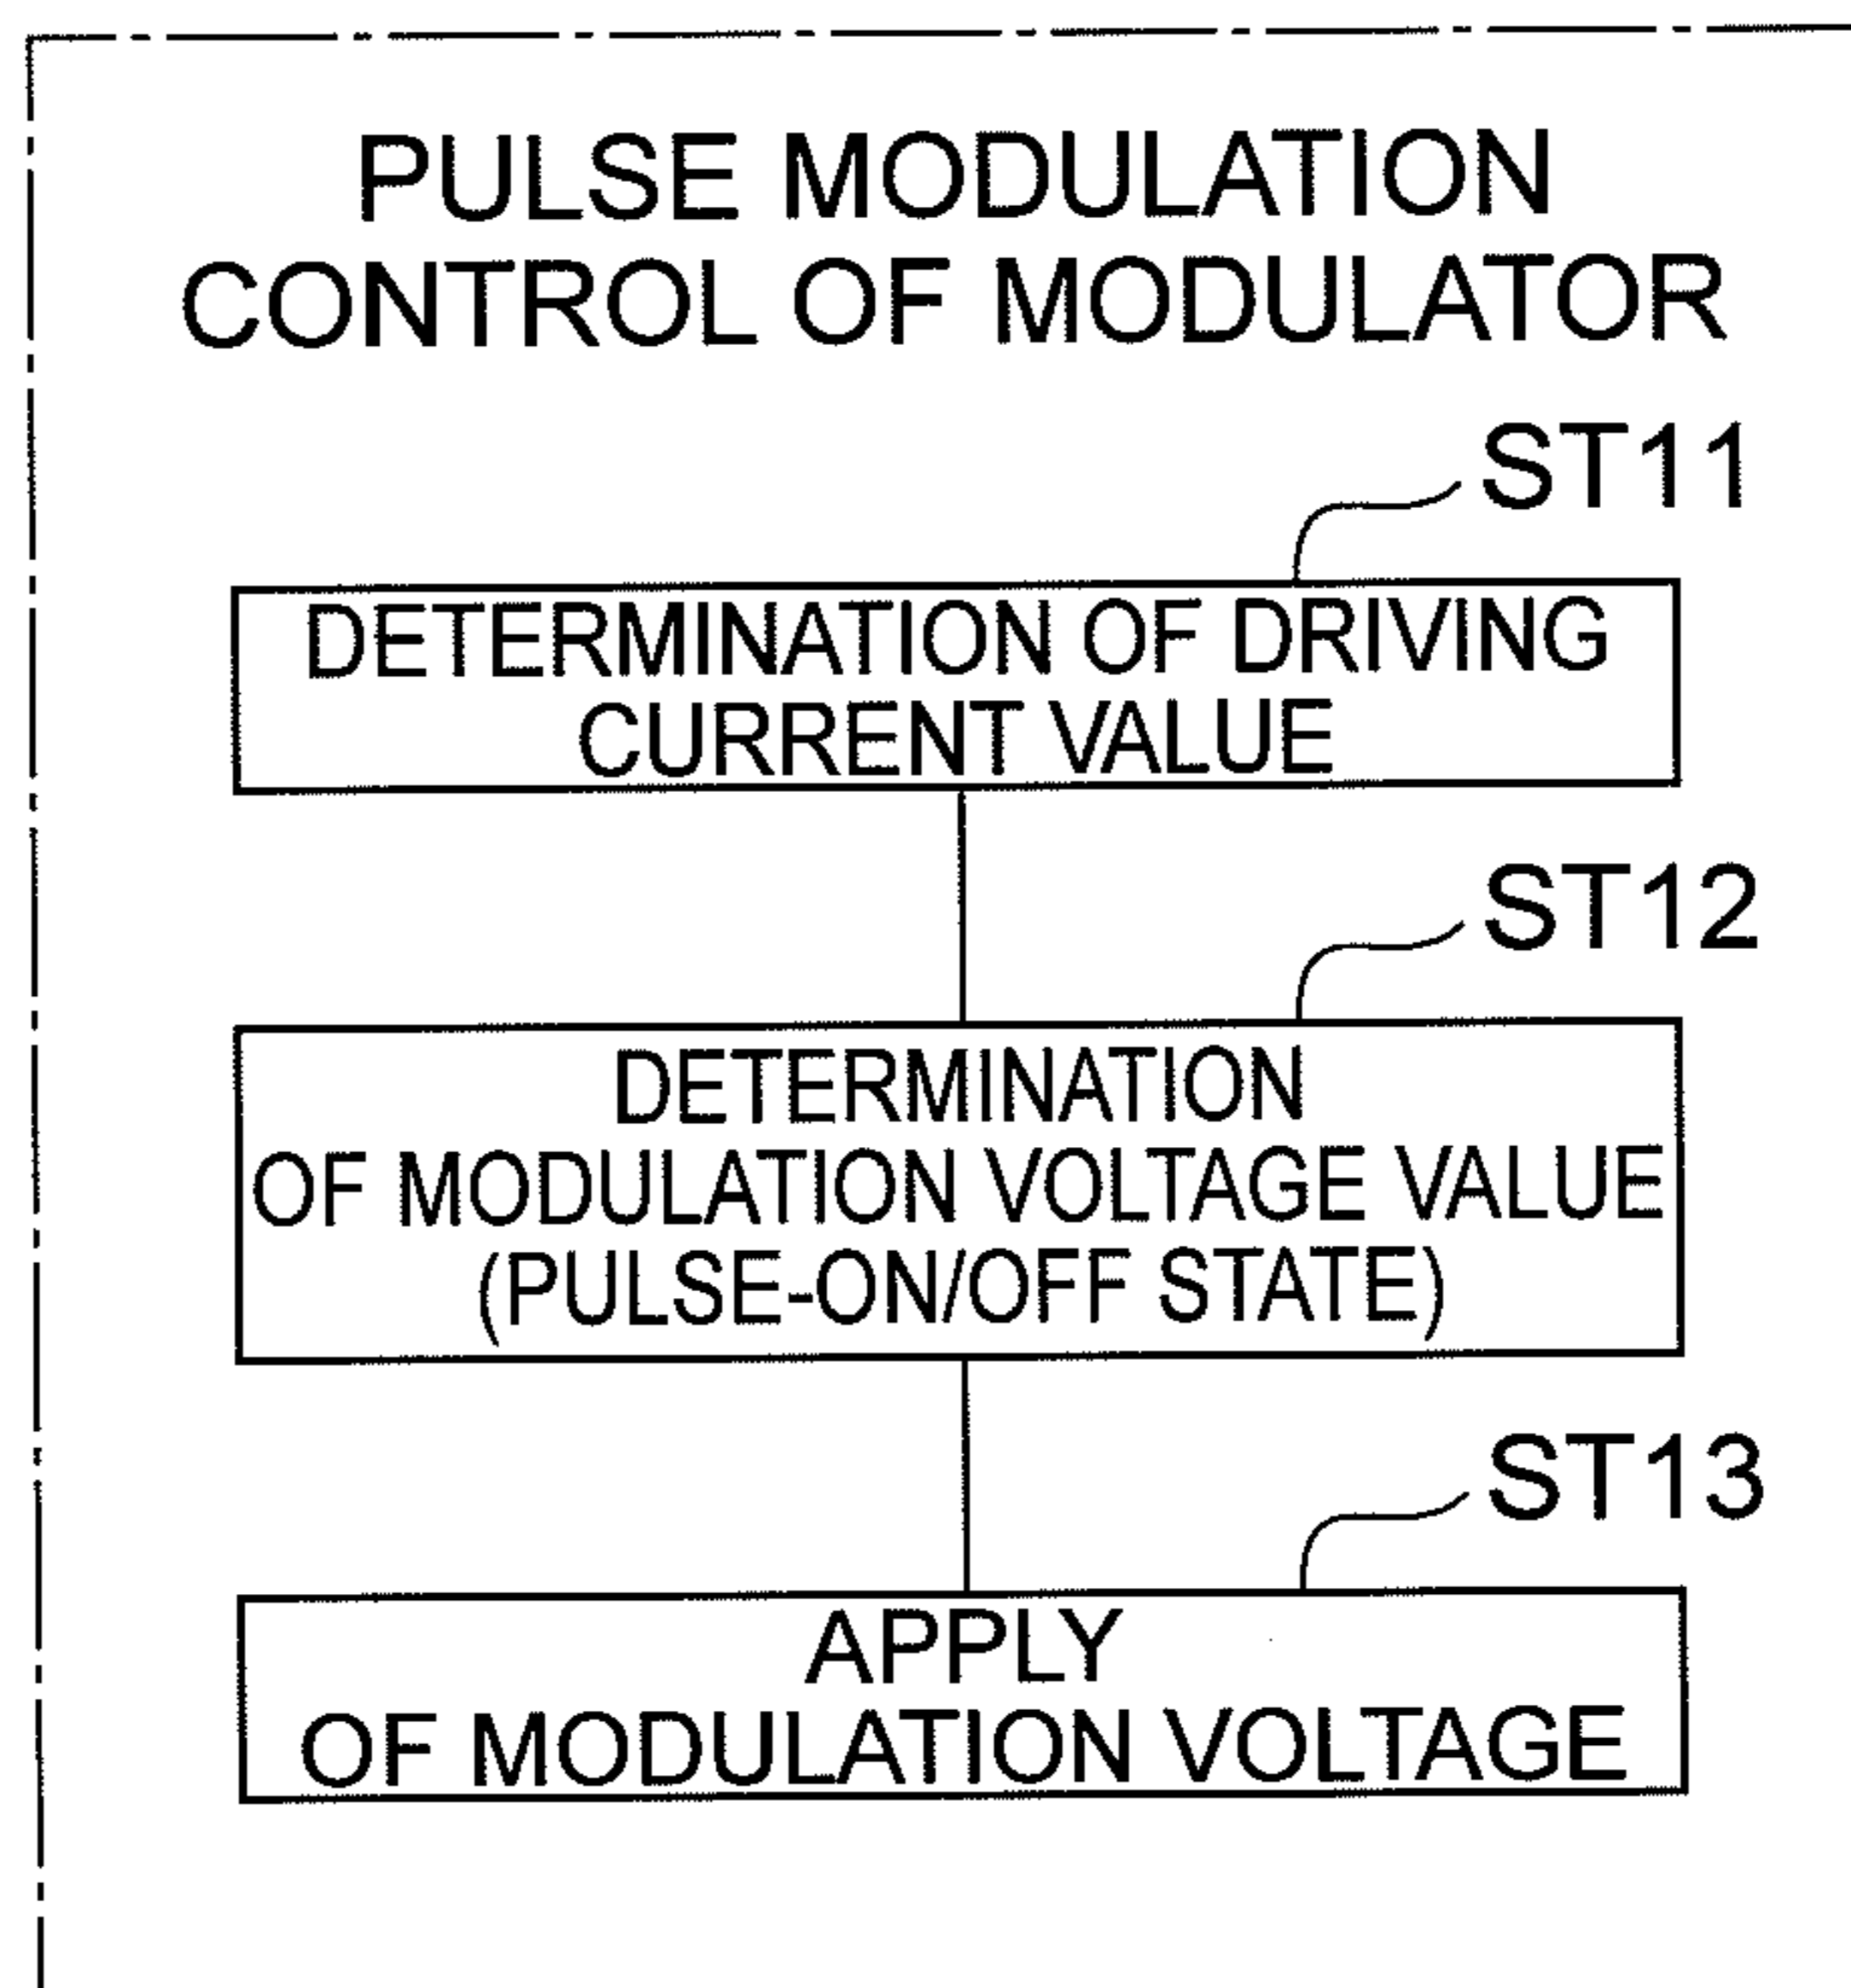 PULSE MODULATION
CONTROL OF MODULATOR
ST11
DETERMINATION OF DRIVING
CURRENT VALUE
ST12
DETERMINATION
OF MODULATION VOLTAGE VALUE
(PULSE-ON/OFF STATE)
ST13
APPLY
OF MODULATION VOLTAGE